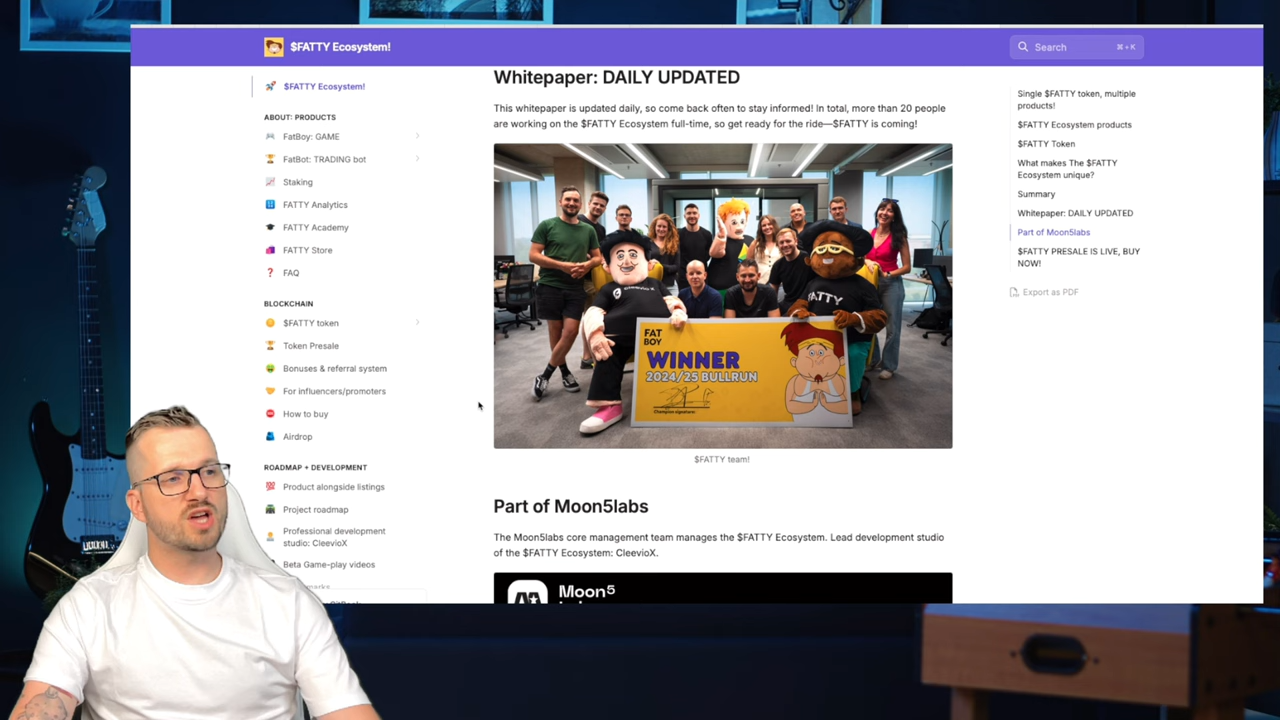 $FATTY Ecosystem!
Search
⌘+K
$FATTY Ecosystem!
ABOUT: PRODUCTS
FatBoy: GAME
FatBot: TRADING bot
Staking
FATTY Analytics
FATTY Academy
FATTY Store
FAQ
BLOCKCHAIN
$FATTY token
Token Presale
Bonuses & referral system
For influencers/promoters
How to buy
Airdrop
ROADMAP + DEVELOPMENT
Product alongside listings
Project roadmap
Professional development
studio: CleevioX
Beta Game-play videos
Whitepaper: DAILY UPDATED
This whitepaper is updated daily, so come back often to stay informed! In total, more than 20 people
are working on the $FATTY Ecosystem full-time, so get ready for the ride—$FATTY is coming!
CleevioX
FATTY
FAT
BOY
WINNER
2024/25 BULLRUN
Champion signature
$FATTY team!
Part of Moon5labs
The Moon5labs core management team manages the $FATTY Ecosystem. Lead development studio
of the $FATTY Ecosystem: CleevioX.
Moon5
Single $FATTY token, multiple
products!
$FATTY Ecosystem products
$FATTY Token
What makes The $FATTY
Ecosystem unique?
Summary
Whitepaper: DAILY UPDATED
Part of Moon5labs
$FATTY PRESALE IS LIVE, BUY
NOW!
Export as PDF